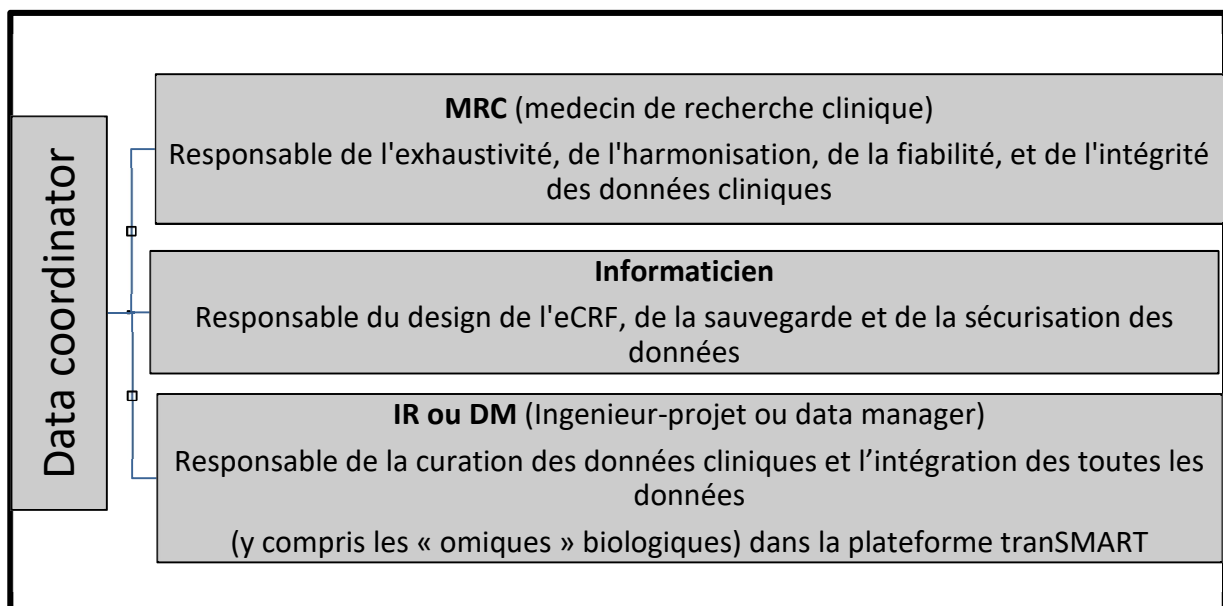 Data coordinator
MRC (medecin de recherche clinique)
Responsable de l'exhaustivité, de l'harmonisation, de la fiabilité, et de l'intégrité
des données cliniques
Informaticien
Responsable du design de l'eCRF, de la sauvegarde et de la sécurisation des
données
IR ou DM (Ingenieur-projet ou data manager)
Responsable de la curation des données cliniques et l’intégration des toutes les
données
(y compris les « omiques » biologiques) dans la plateforme tranSMART